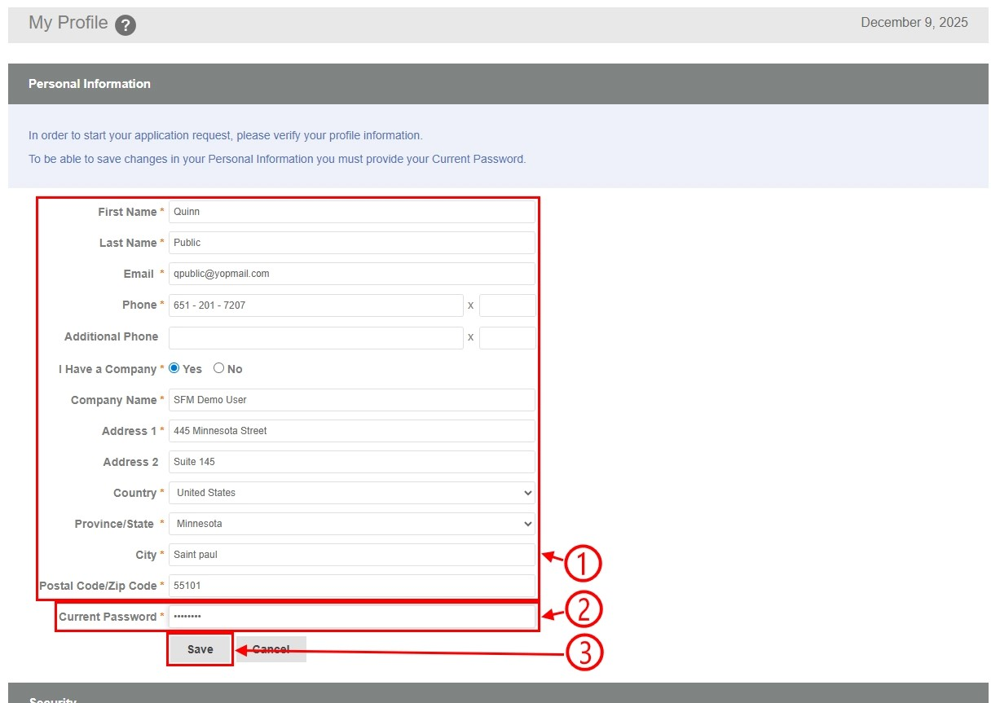 My Profile ?
December 9, 2025
Personal Information
In order to start your application request, please verify your profile information.
To be able to save changes in your Personal Information you must provide your Current Password.
First Name * Quinn
Last Name * Public
Email * qpublic@yopmail.com
Phone * 651 - 201 - 7207 x
Additional Phone x
I Have a Company * Yes No
Company Name * SFM Demo User
Address 1 * 445 Minnesota Street
Address 2 Suite 145
Country * United States
Province/State * Minnesota
City * Saint paul
1
Postal Code/Zip Code * 55101
Current Password * ••••••••
2
Save Cancel
3
Security